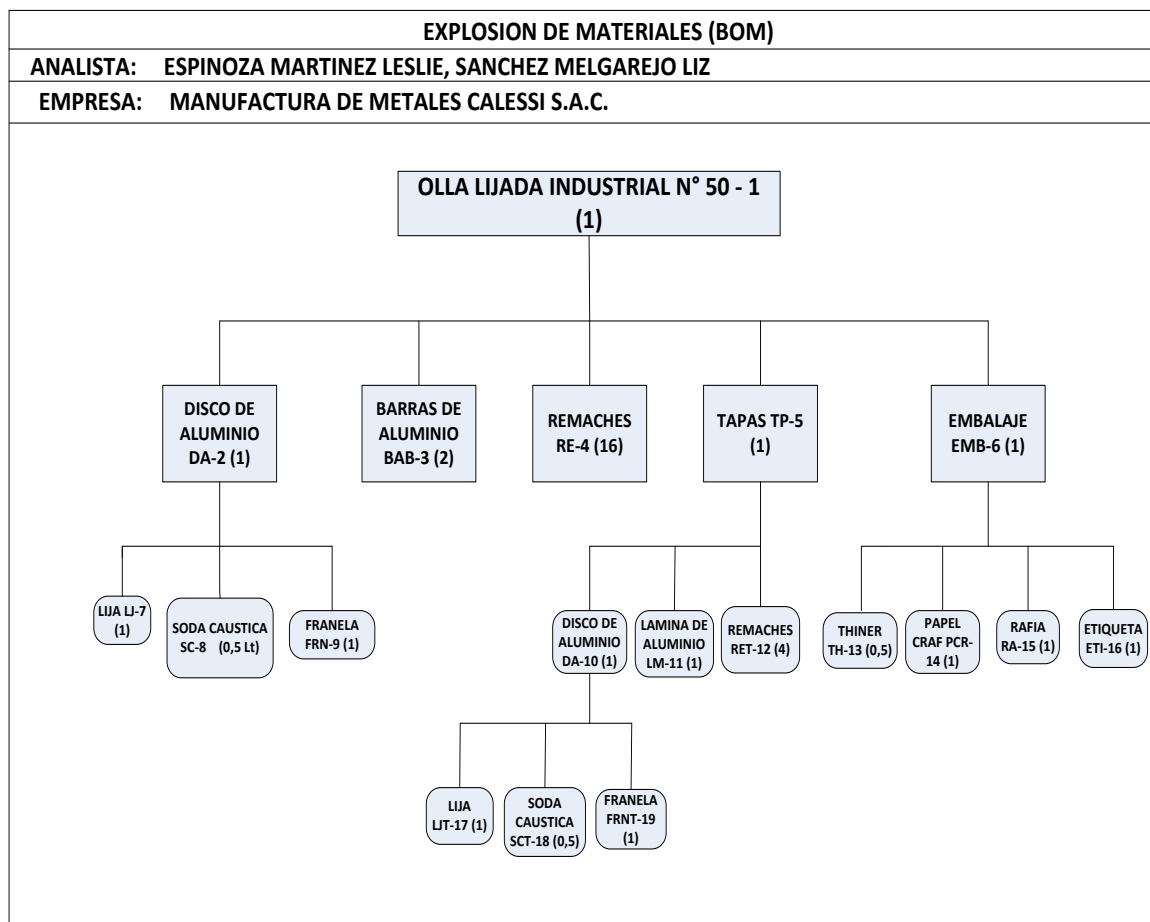 EXPLOSION DE MATERIALES (BOM)
ANALISTA: ESPINOZA MARTINEZ LESLIE, SANCHEZ MELGAREJO LIZ
EMPRESA: MANUFACTURA DE METALES CALESSI S.A.C.
OLLA LIJADA INDUSTRIAL N° 50 - 1
(1)
DISCO DE
ALUMINIO
DA-2 (1)
BARRAS DE
ALUMINIO
BAB-3 (2)
REMACHES
RE-4 (16)
TAPAS TP-5
(1)
EMBALAJE
EMB-6 (1)
LIJA LJ-7
(1)
SODA CAUSTICA
SC-8 (0,5 Lt)
FRANELA
FRN-9 (1)
DISCO DE
ALUMINIO
DA-10 (1)
LAMINA DE
ALUMINIO
LM-11 (1)
REMACHES
RET-12 (4)
THINER
TH-13 (0,5)
PAPEL
CRAF PCR-
14 (1)
RAFIA
RA-15 (1)
ETIQUETA
ETI-16 (1)
LIJA
LJT-17 (1)
SODA
CAUSTICA
SCT-18 (0,5)
FRANELA
FRNT-19
(1)